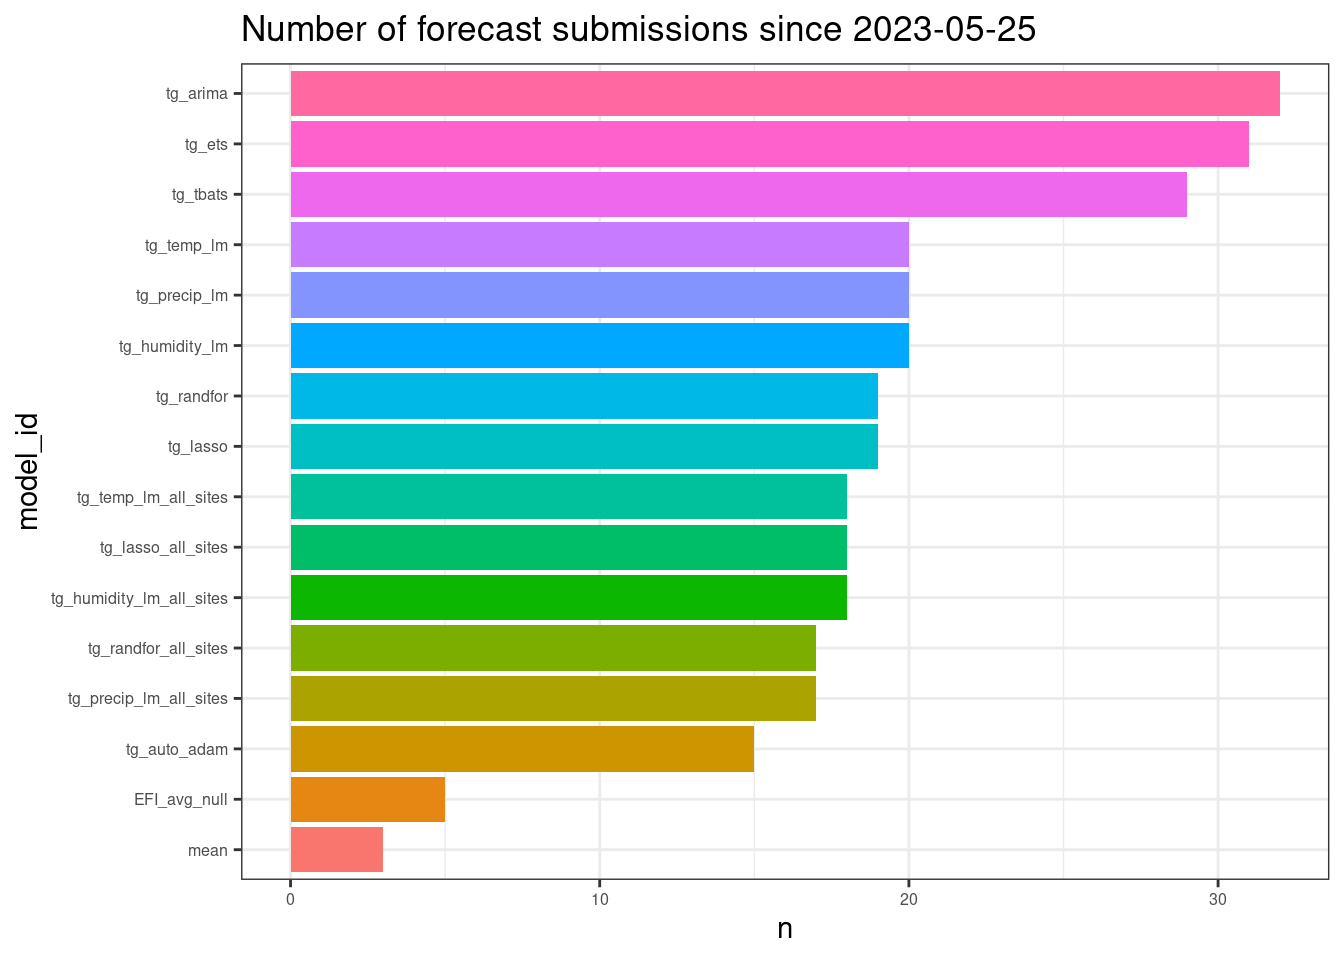 Number of forecast submissions since 2023-05-25
tg_arima
tg_ets
tg_tbats
tg_temp_lm
tg_precip_lm
tg_humidity_lm
tg_randfor
tg_lasso
tg_temp_lm_all_sites
tg_lasso_all_sites
tg_humidity_lm_all_sites
tg_randfor_all_sites
tg_precip_lm_all_sites
tg_auto_adam
EFI_avg_null
mean
model_id
0 10 20 30
n